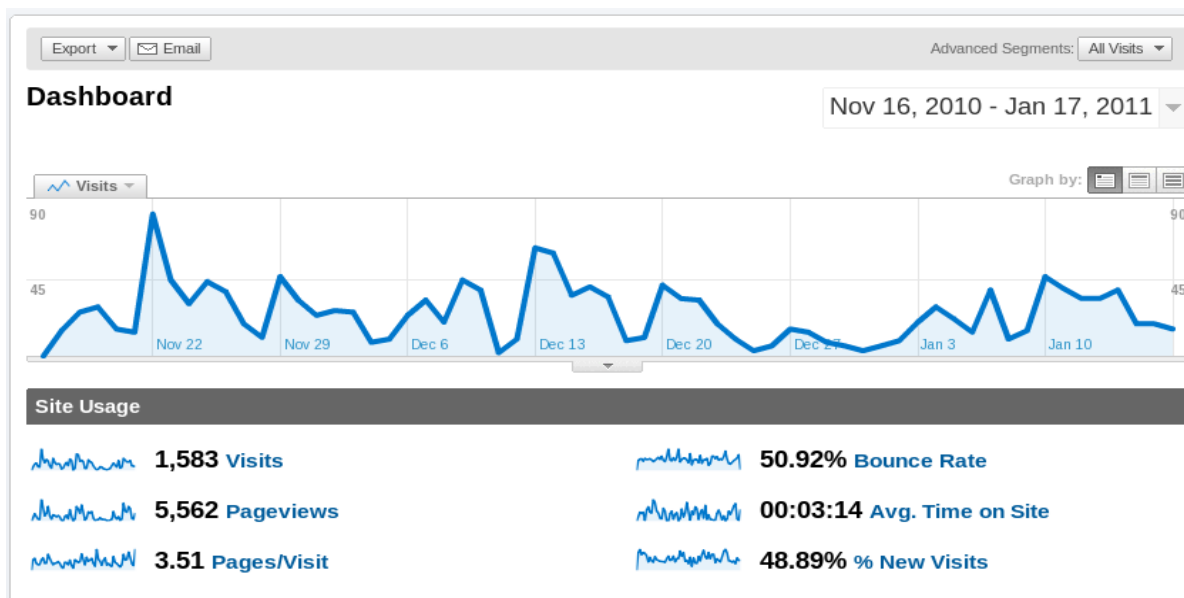 Export Email Advanced Segments: All Visits
Dashboard
Nov 16, 2010 - Jan 17, 2011
Visits Graph by:
90 90
45 45
Nov 22 Nov 29 Dec 6 Dec 13 Dec 20 Dec 27 Jan 3 Jan 10
Site Usage
1,583 Visits 50.92% Bounce Rate
5,562 Pageviews 00:03:14 Avg. Time on Site
3.51 Pages/Visit 48.89% % New Visits